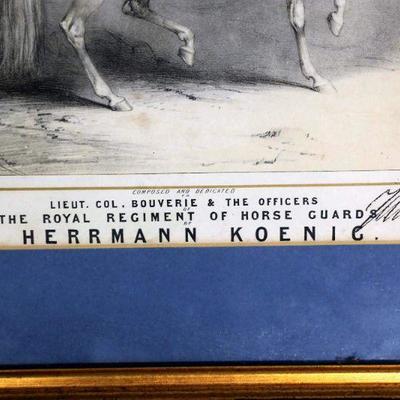 COMPOSED AND DEDICATED
TO
LIEUT. COL. BOUVERIE & THE OFFICERS
OF
THE ROYAL REGIMENT OF HORSE GUARDS
BY
HERRMANN KOENIG.